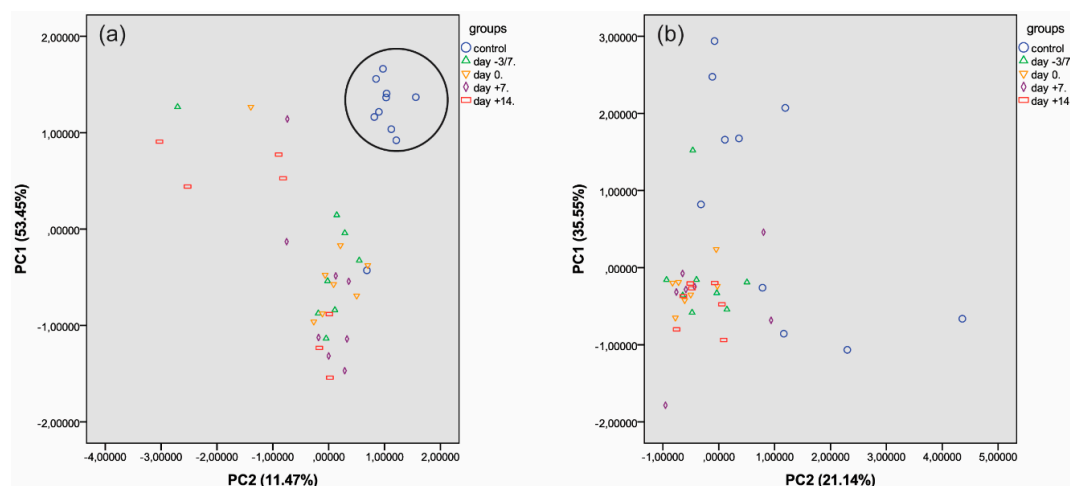 (a)
groups
control
day -3/7.
day 0.
day +7.
day +14.
2,00000
1,00000
,00000
-1,00000
-2,00000
PC1 (53.45%)
-4,00000 -3,00000 -2,00000 -1,00000 ,00000 1,00000 2,00000
PC2 (11.47%)
(b)
groups
control
day -3/7
day 0.
day +7.
day +14
3,00000
2,00000
1,00000
,00000
-1,00000
-2,00000
PC1 (35.55%)
-1,00000 ,00000 1,00000 2,00000 3,00000 4,00000 5,00000
PC2 (21.14%)